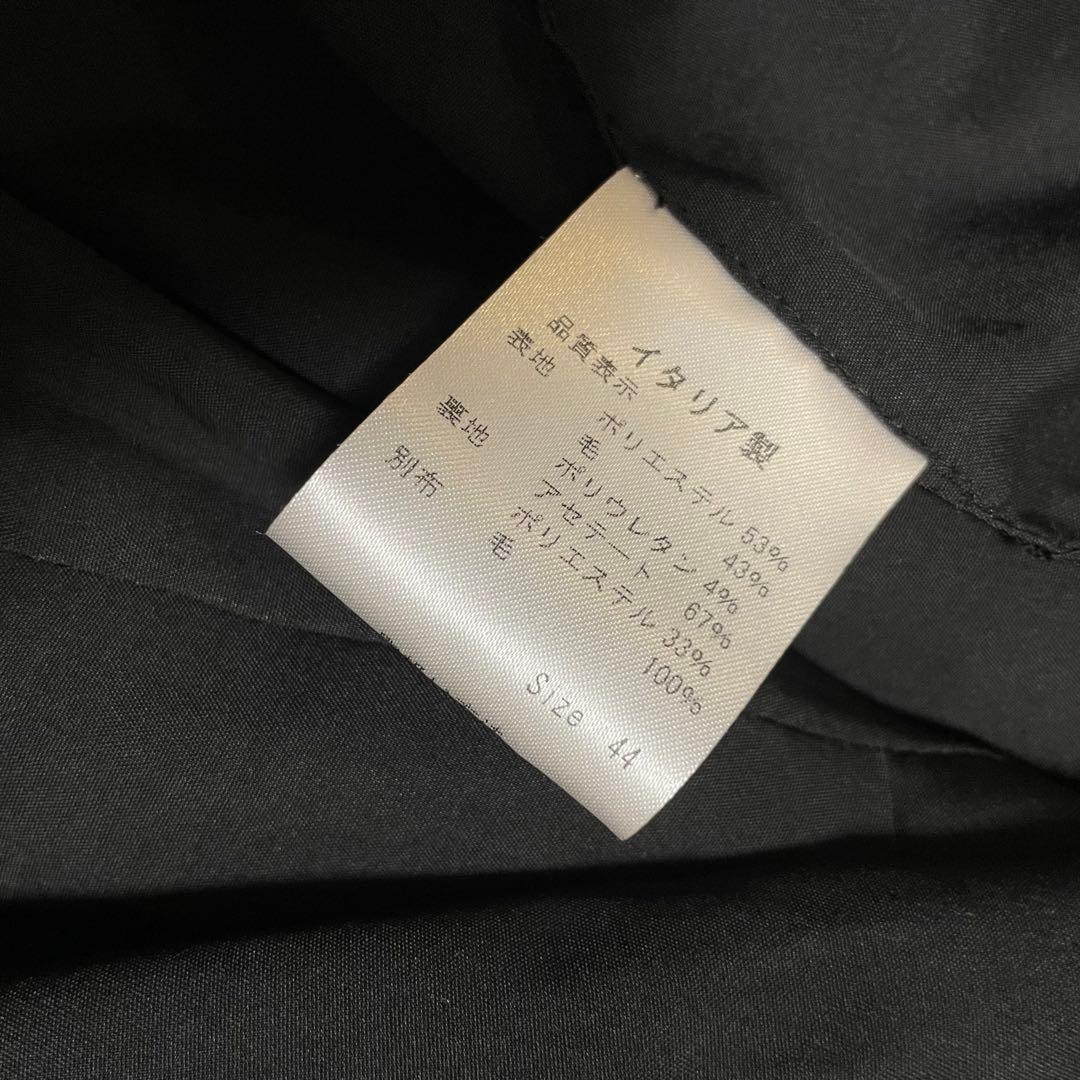 イタリア製
品質表示
表地 ポリエステル 53%
毛 43%
ポリウレタン 4%
裏地 アセテート 67%
ポリエステル 33%
別布 毛 100%
Size 44